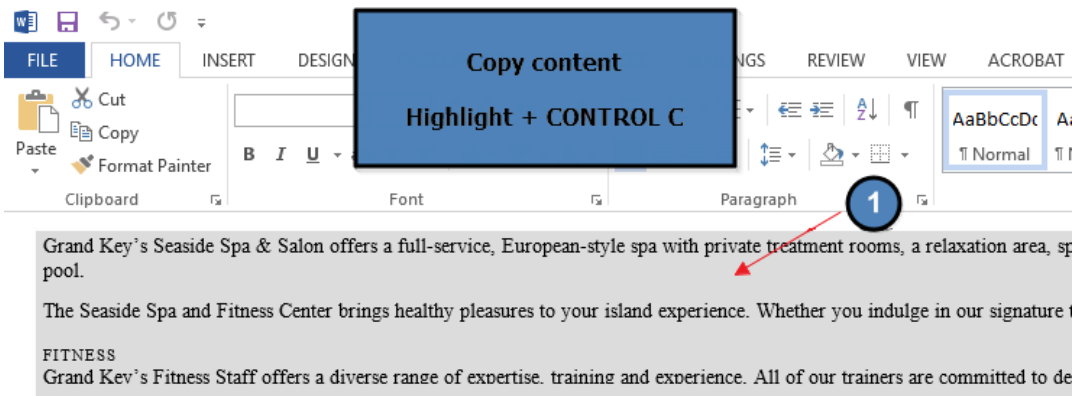 FILE HOME INSERT DESIGN NGS REVIEW VIEW ACROBAT
Copy content
Highlight + CONTROL C
Cut
Copy
Format Painter
Paste
B I U
AaBbCcDc
¶ Normal
Clipboard Font Paragraph
1
Grand Key's Seaside Spa & Salon offers a full-service, European-style spa with private treatment rooms, a relaxation area, sp
pool.
The Seaside Spa and Fitness Center brings healthy pleasures to your island experience. Whether you indulge in our signature t
FITNESS
Grand Key's Fitness Staff offers a diverse range of expertise, training and experience. All of our trainers are committed to de